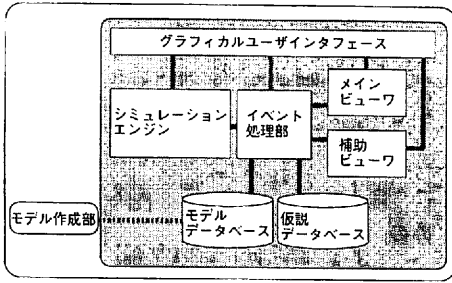 グラフィカルユーザインタフェース
メイン
ビューワ
シミュレーション
エンジン
イベント
処理部
補助
ビューワ
モデル作成部
モデル
データベース
仮説
データベース